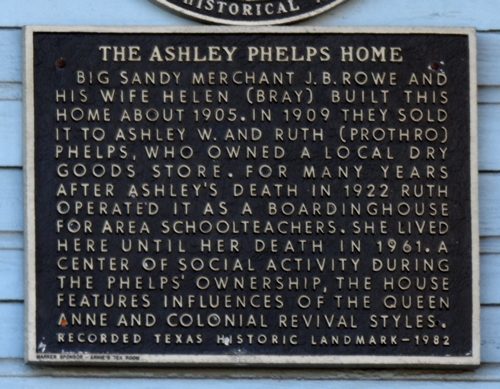 HISTORICAL
THE ASHLEY PHELPS HOME
BIG SANDY MERCHANT J.B. ROWE AND
HIS WIFE HELEN (BRAY) BUILT THIS
HOME ABOUT 1905. IN 1909 THEY SOLD
IT TO ASHLEY W. AND RUTH (PROTHRO)
PHELPS, WHO OWNED A LOCAL DRY
GOODS STORE. FOR MANY YEARS
AFTER ASHLEY'S DEATH IN 1922 RUTH
OPERATED IT AS A BOARDINGHOUSE
FOR AREA SCHOOLTEACHERS. SHE LIVED
HERE UNTIL HER DEATH IN 1961. A
CENTER OF SOCIAL ACTIVITY DURING
THE PHELPS' OWNERSHIP, THE HOUSE
FEATURES INFLUENCES OF THE QUEEN
ANNE AND COLONIAL REVIVAL STYLES.
RECORDED TEXAS HISTORIC LANDMARK-1982
MARKER SPONSOR - ANNIE'S TEA ROOM